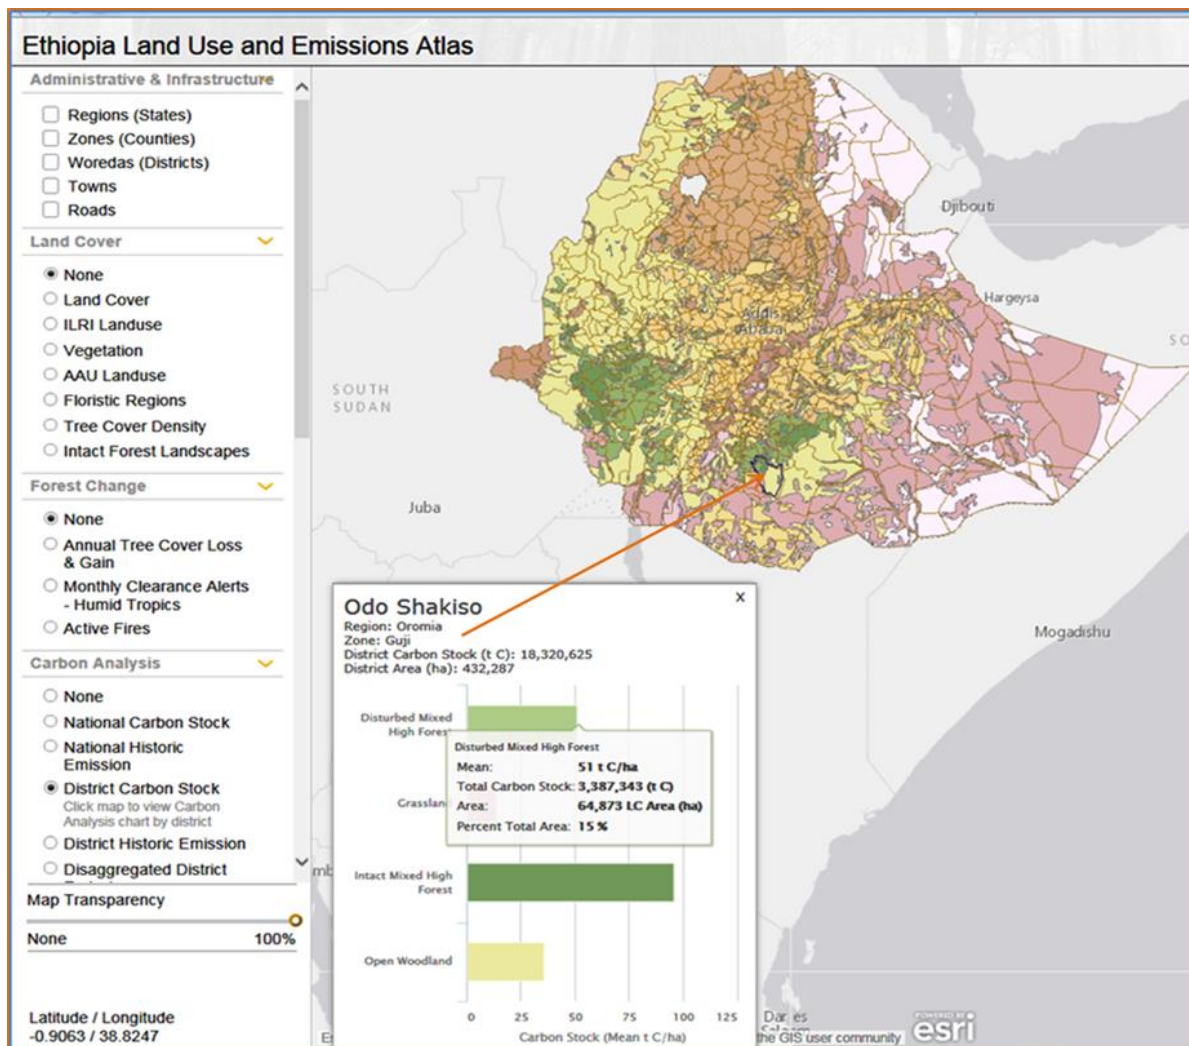 Ethiopia Land Use and Emissions Atlas
Administrative & Infrastructure
Regions (States)
Zones (Counties)
Woredas (Districts)
Towns
Roads
Land Cover
None
Land Cover
ILRI Landuse
Vegetation
AAU Landuse
Floristic Regions
Tree Cover Density
Intact Forest Landscapes
Forest Change
None
Annual Tree Cover Loss
& Gain
Monthly Clearance Alerts
- Humid Tropics
Active Fires
Carbon Analysis
None
National Carbon Stock
National Historic
Emission
District Carbon Stock
Click map to view Carbon
Analysis chart by district
District Historic Emission
Disaggregated District
Map Transparency
None 100%
Latitude / Longitude
-0.9063 / 38.8247
Djibouti
Hargeysa
Addis
Ababa
SO
SOUTH
SUDAN
Juba
Mogadishu
Odo Shakiso
X
Region: Oromia
Zone: Guji
District Carbon Stock (t C): 18,320,625
District Area (ha): 432,287
Disturbed Mixed
High Forest
Disturbed Mixed High Forest
Mean: 51 t C/ha
Total Carbon Stock: 3,387,343 (t C)
Area: 64,873 LC Area (ha)
Percent Total Area: 15 %
Grassland
Intact Mixed High
Forest
Open Woodland
0 25 50 75 100 125
Carbon Stock (Mean t C/ha)
Dar es
Salaam
the GIS user community
POWERED BY
esri